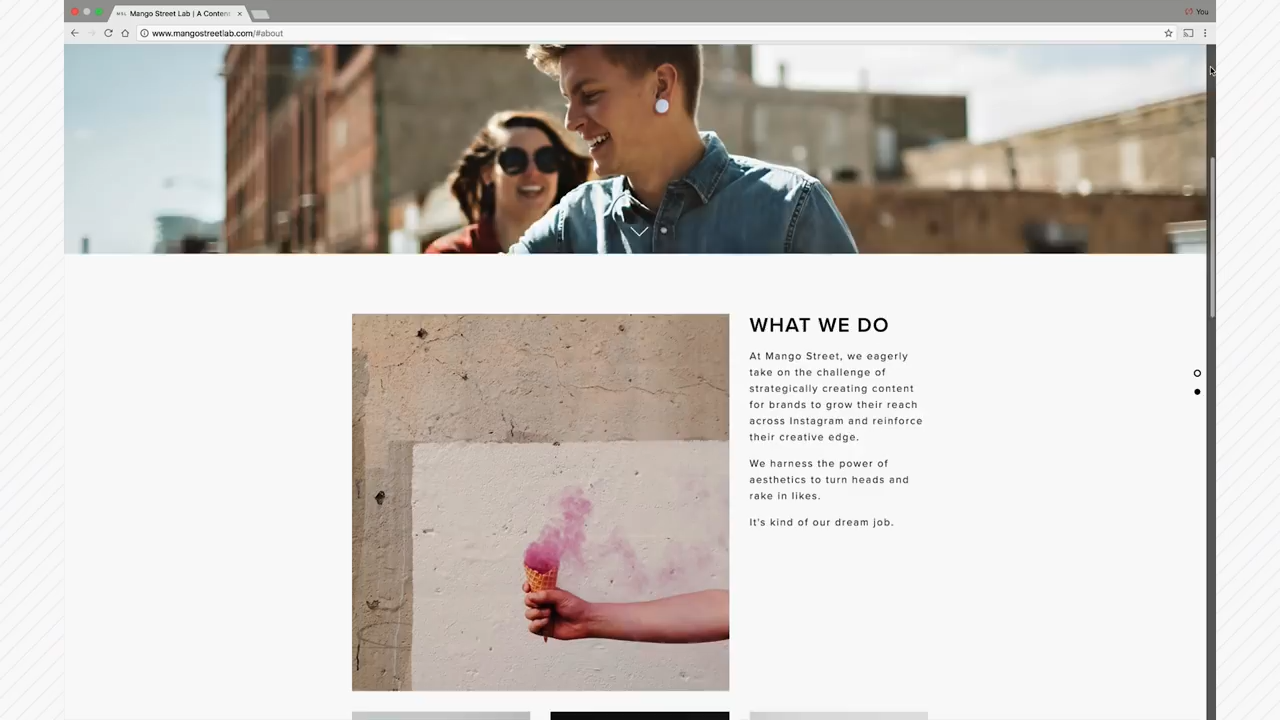 MSL Mango Street Lab | A Conten
You
www.mangostreetlab.com/#about
WHAT WE DO
At Mango Street, we eagerly
take on the challenge of
strategically creating content
for brands to grow their reach
across Instagram and reinforce
their creative edge.
We harness the power of
aesthetics to turn heads and
rake in likes.
It's kind of our dream job.